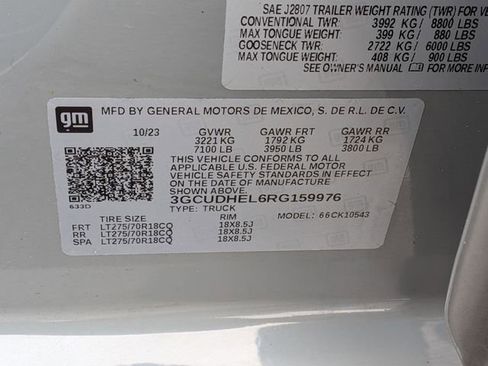 SAE J2807 TRAILER WEIGHT RATING (TWR) FOR
CONVENTIONAL TWR: 3992 KG / 8800 LBS
MAX TONGUE WEIGHT: 399 KG / 880 LBS
GOOSENECK TWR: 2722 KG / 6000 LBS
MAX TONGUE WEIGHT: 408 KG / 900 LBS
SEE OWNER'S MANUAL FOR MORE
gm
MFD BY GENERAL MOTORS DE MEXICO, S. DE R.L. DE C.V.
10/23 GVWR GAWR FRT GAWR RR
3221 KG 1792 KG 1724 KG
7100 LB 3950 LB 3800 LB
THIS VEHICLE CONFORMS TO ALL
APPLICABLE U.S. FEDERAL MOTOR
VEHICLE SAFETY STANDARDS IN EFFECT ON
THE DATE OF MANUFACTURE SHOWN ABOVE.
3GCUDHEL6RG159976
633D TYPE: TRUCK MODEL: 66CK10543
TIRE SIZE RIM
FRT LT275/70R18CQ 18X8.5J
RR LT275/70R18CQ 18X8.5J
SPA LT275/70R18CQ 18X8.5J